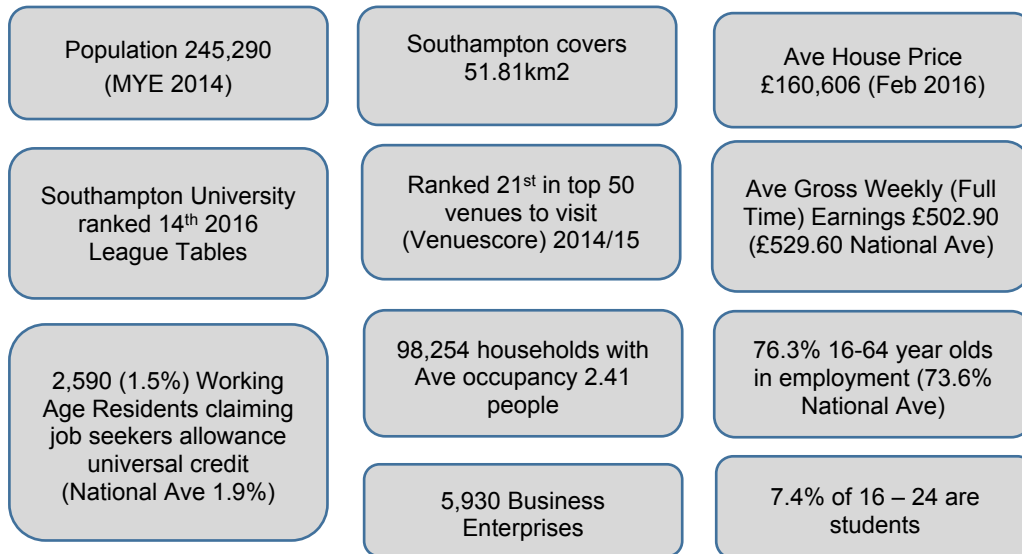 Population 245,290
(MYE 2014)
Southampton covers
51.81km2
Ave House Price
£160,606 (Feb 2016)
Southampton University
ranked 14th 2016
League Tables
Ranked 21st in top 50
venues to visit
(Venuescore) 2014/15
Ave Gross Weekly (Full
Time) Earnings £502.90
(£529.60 National Ave)
2,590 (1.5%) Working
Age Residents claiming
job seekers allowance
universal credit
(National Ave 1.9%)
98,254 households with
Ave occupancy 2.41
people
76.3% 16-64 year olds
in employment (73.6%
National Ave)
5,930 Business
Enterprises
7.4% of 16 – 24 are
students